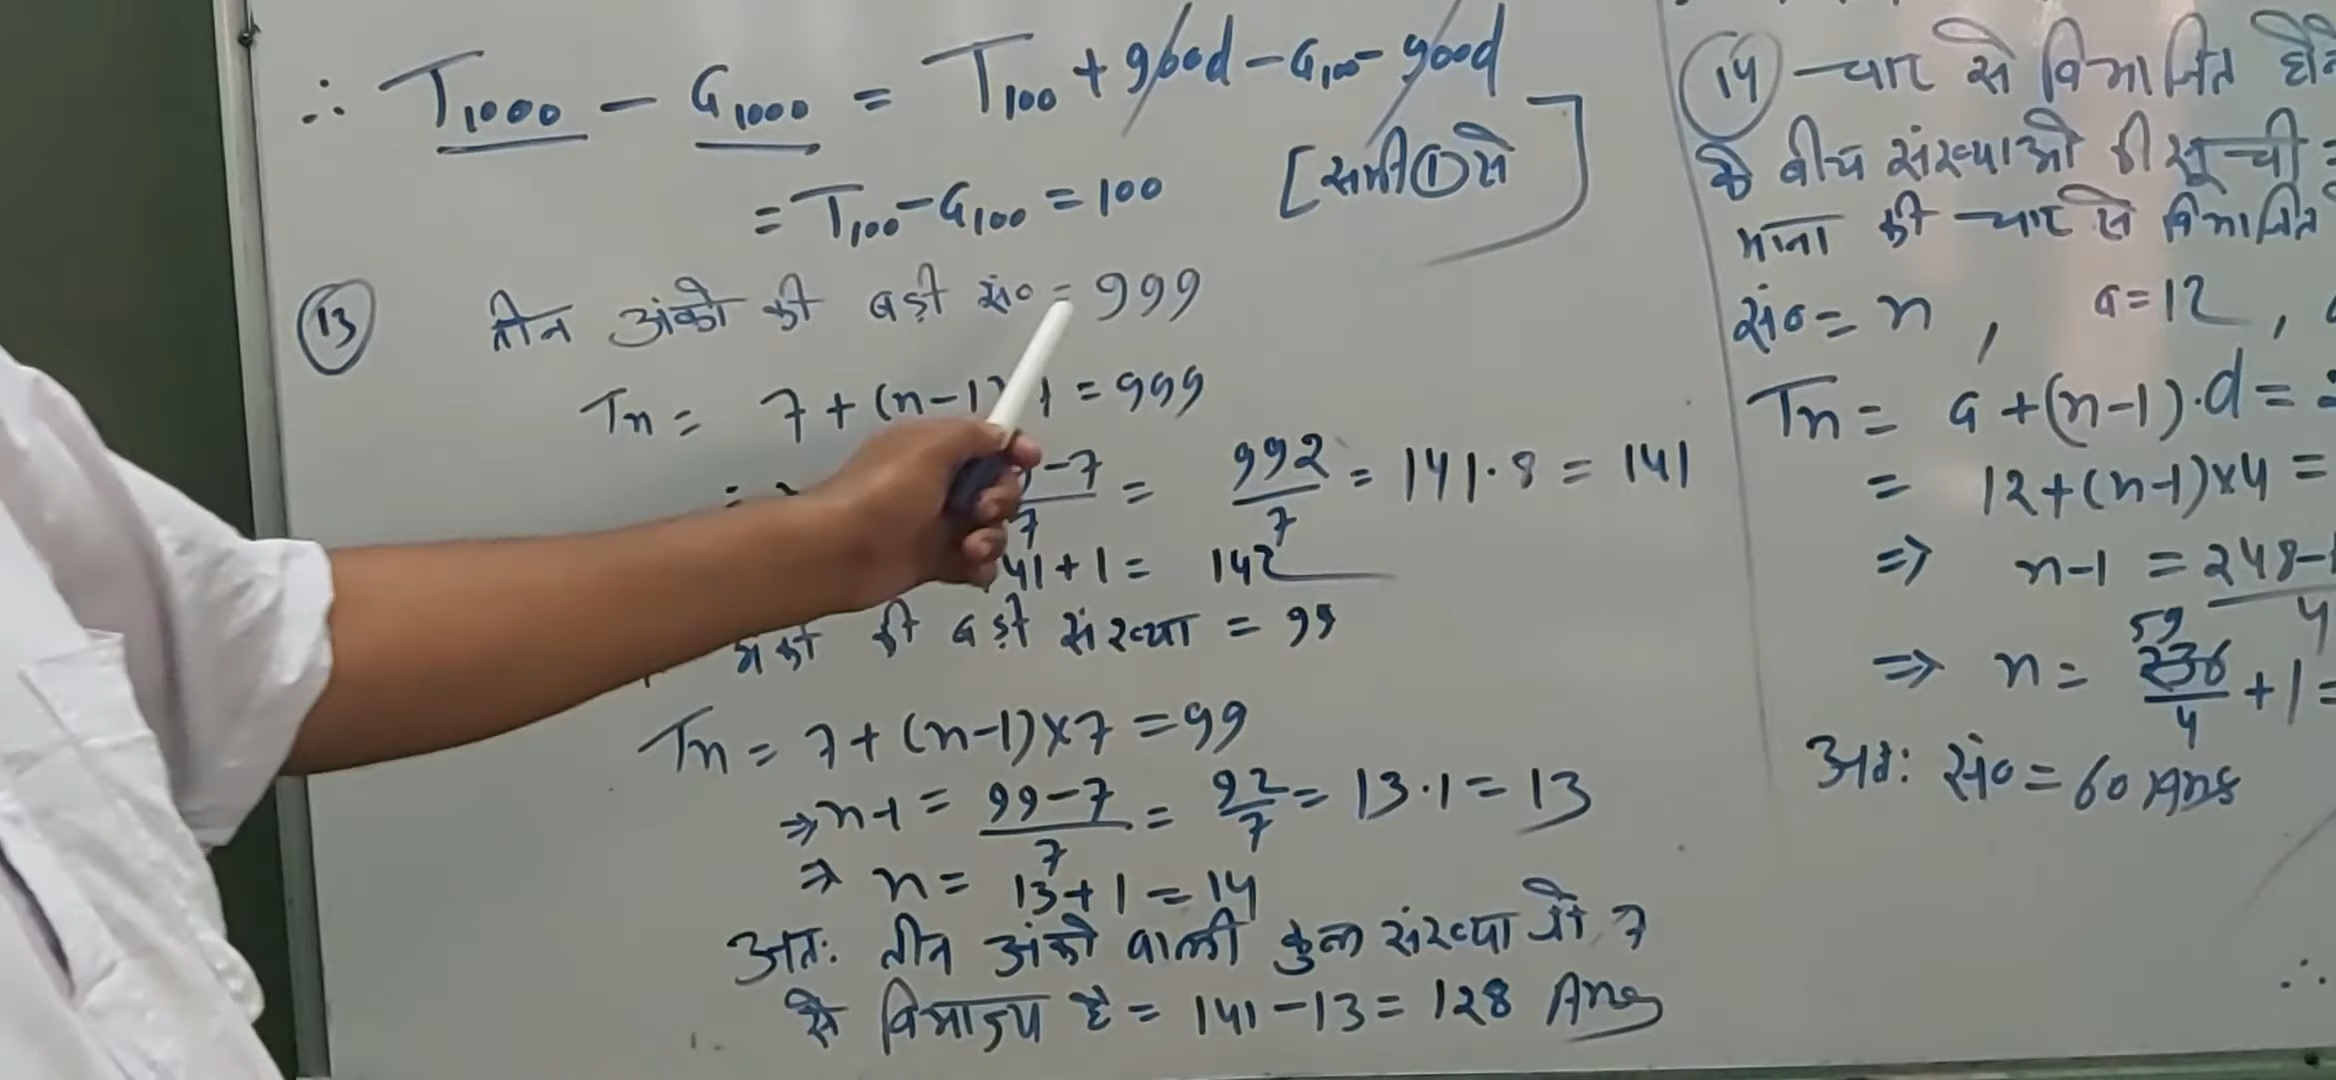 ∴ T₁₀₀₀ - G₁₀₀₀ = T₁₀₀ + 900d - G₁₀₀ - 900d
= T₁₀₀ - G₁₀₀ = 100 [समी ① से]
13 तीन अंको की बड़ी सं० = 999
Tn = 7 + (n-1) = 999
-7/7 = 992/7 = 141.8 = 141
41 + 1 = 142
की बड़ी संख्या = 99
Tn = 7 + (n-1)×7 = 99
⇒ n-1 = 99-7/7 = 92/7 = 13.1 = 13
⇒ n = 13 + 1 = 14
अतः तीन अंको वाली कुल संख्या जो 7
से विभाज्य है = 141 - 13 = 128 Ans
14 चार से विभाजित
के बीच संख्याओ की सूची =
माना की चार से विभाजित
सं० = n, a = 12,
Tn = a + (n-1).d =
= 12 + (n-1)×4 =
⇒ n-1 = 248-/4
59
⇒ n = 236/4 + 1 =
अतः सं० = 60 Ans
∴